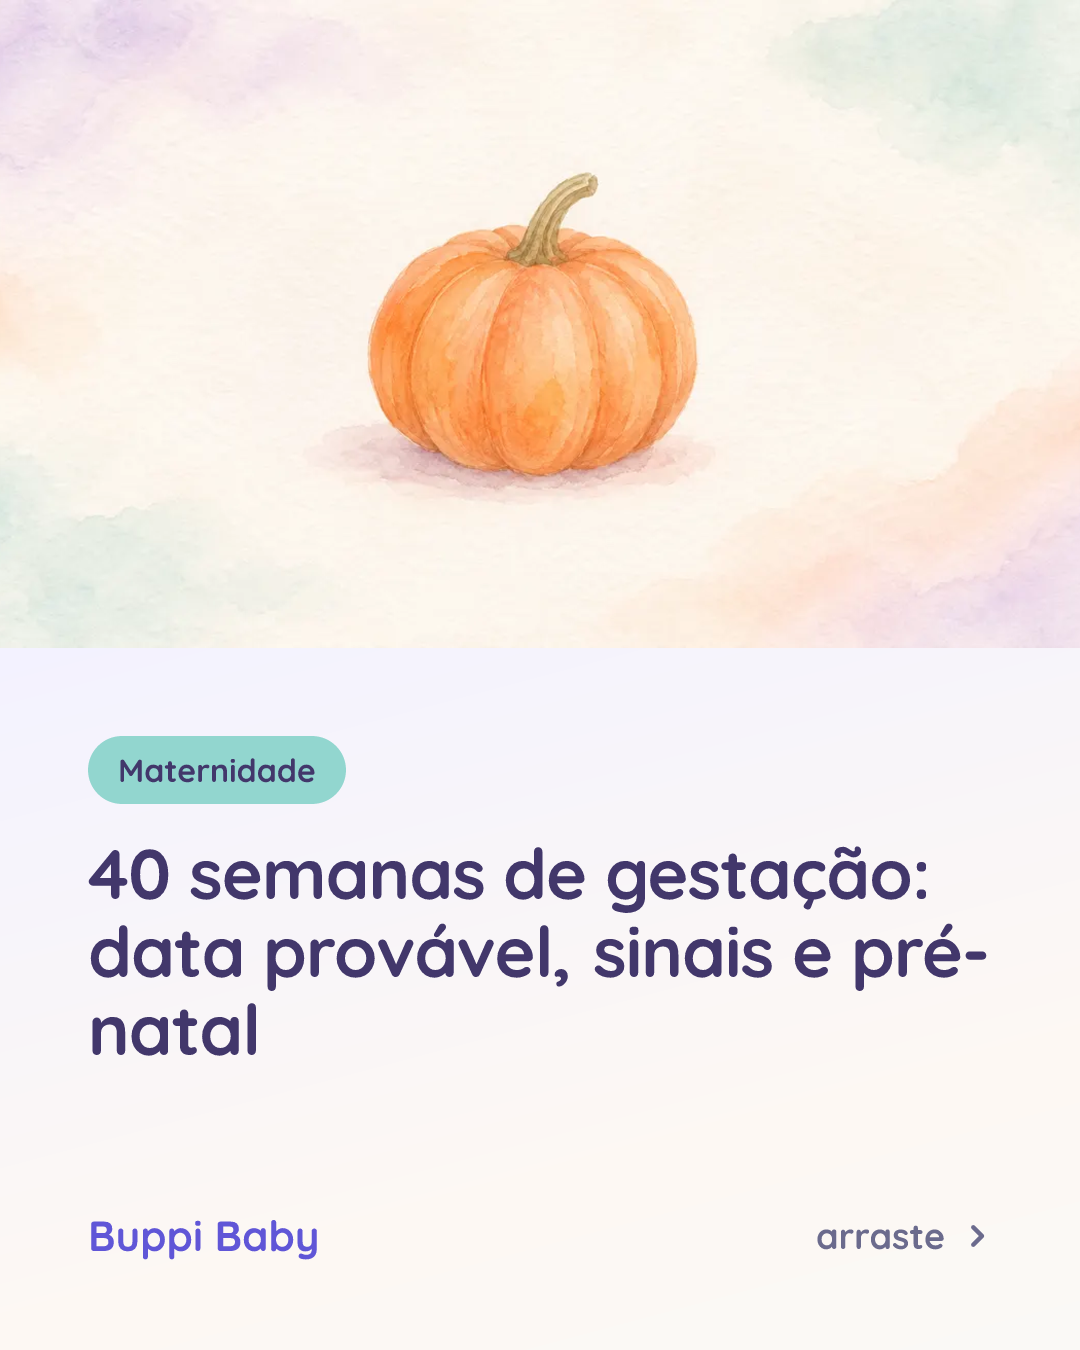 Maternidade
40 semanas de gestação:
data provável, sinais e pré-
natal
Buppi Baby
arraste